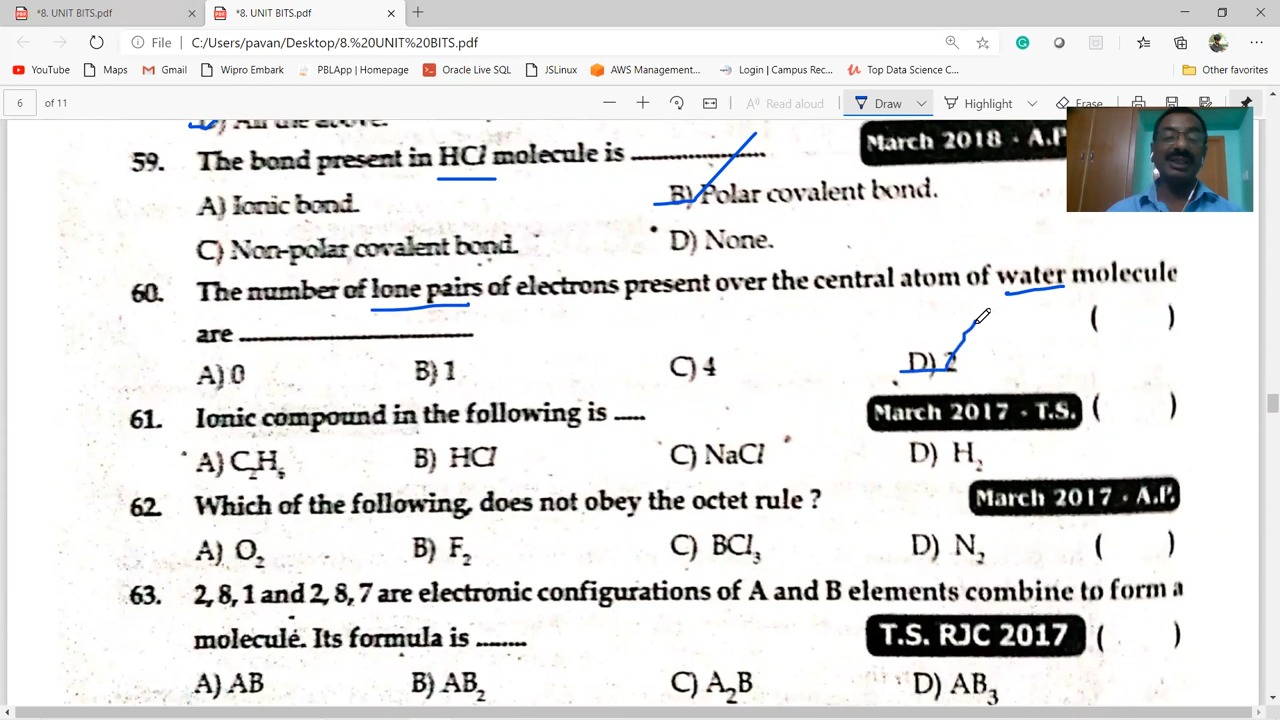 *8. UNIT BITS.pdf
*8. UNIT BITS.pdf
File C:/Users/pavan/Desktop/8.%20UNIT%20BITS.pdf
YouTube Maps Gmail Wipro Embark PBLApp | Homepage Oracle Live SQL JSLinux AWS Management... Login | Campus Rec... Top Data Science C... Other favorites
6 of 11 Read aloud Draw Highlight Erase
D) All the above.
59. The bond present in HCl molecule is ............ March 2018 - A.P
A) Ionic bond. B) Polar covalent bond.
C) Non-polar covalent bond. D) None.
60. The number of lone pairs of electrons present over the central atom of water molecule
are ............ ( )
A) 0 B) 1 C) 4 D) 2
61. Ionic compound in the following is ..... March 2017 - T.S. ( )
A) C2H5 B) HCl C) NaCl D) H2
62. Which of the following, does not obey the octet rule ? March 2017 - A.P.
A) O2 B) F2 C) BCl3 D) N2 ( )
63. 2, 8, 1 and 2, 8, 7 are electronic configurations of A and B elements combine to form a
molecule. Its formula is ........ T.S. RJC 2017 ( )
A) AB B) AB2 C) A2B D) AB3